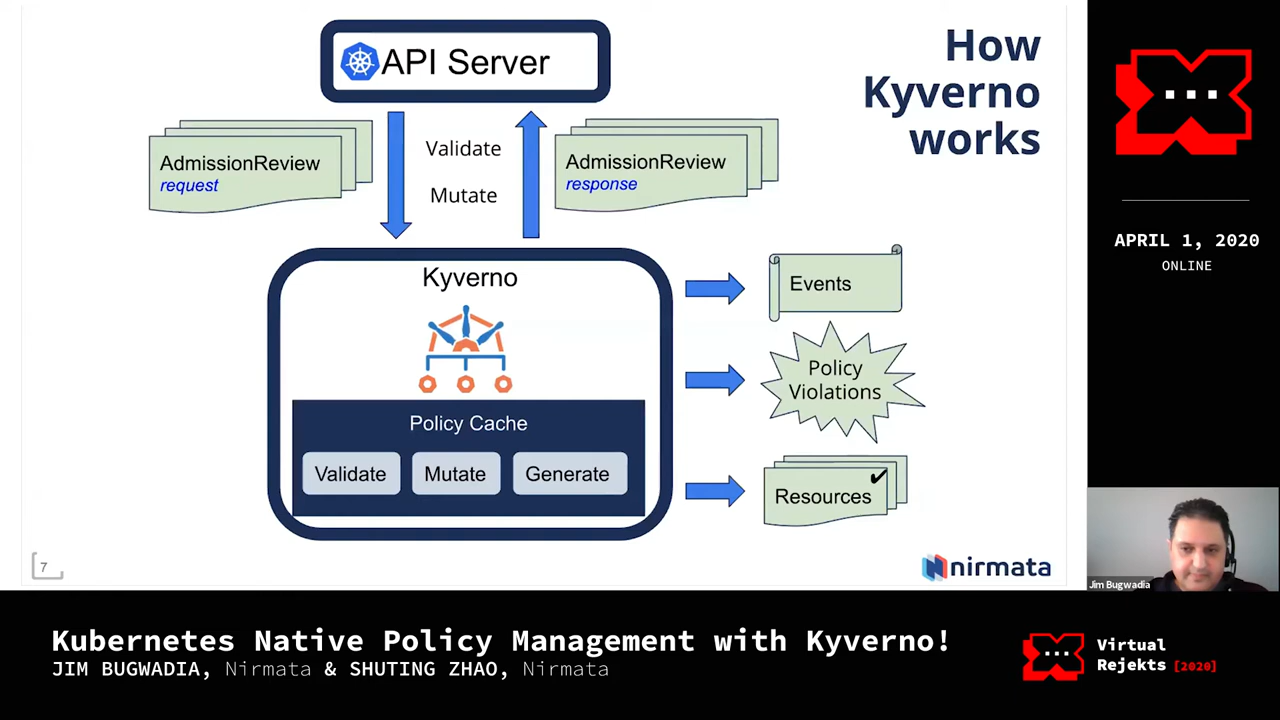 API Server
How
Kyverno
works
AdmissionReview
request
Validate
Mutate
AdmissionReview
response
APRIL 1, 2020
ONLINE
Kyverno
Events
Policy
Violations
Policy Cache
Validate
Mutate
Generate
Resources
7
nirmata
Jim Bugwadia
Kubernetes Native Policy Management with Kyverno!
JIM BUGWADIA, Nirmata & SHUTING ZHAO, Nirmata
Virtual
Rejekts [2020]